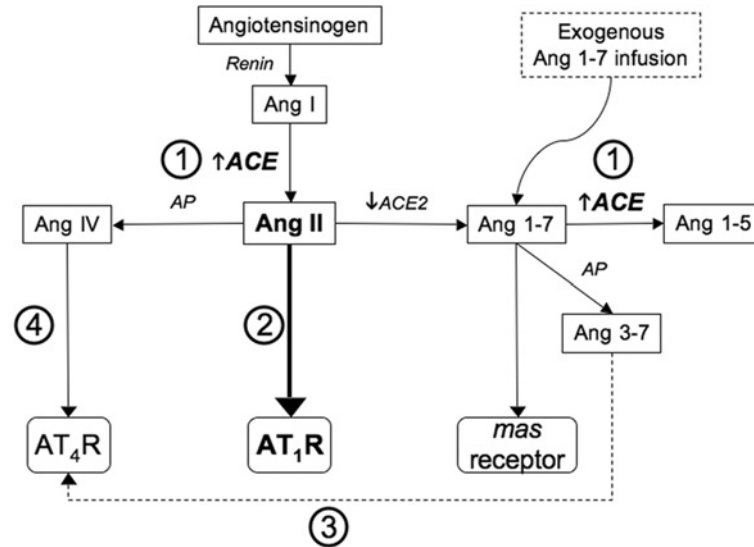 Angiotensinogen
Exogenous
Ang 1-7 infusion
Renin
Ang I
① ↑ACE
① 
↑ACE
Ang IV
AP
Ang II
↓ACE2
Ang 1-7
Ang 1-5
AP
Ang 3-7
④
②
AT₄R
AT₁R
mas
receptor
③